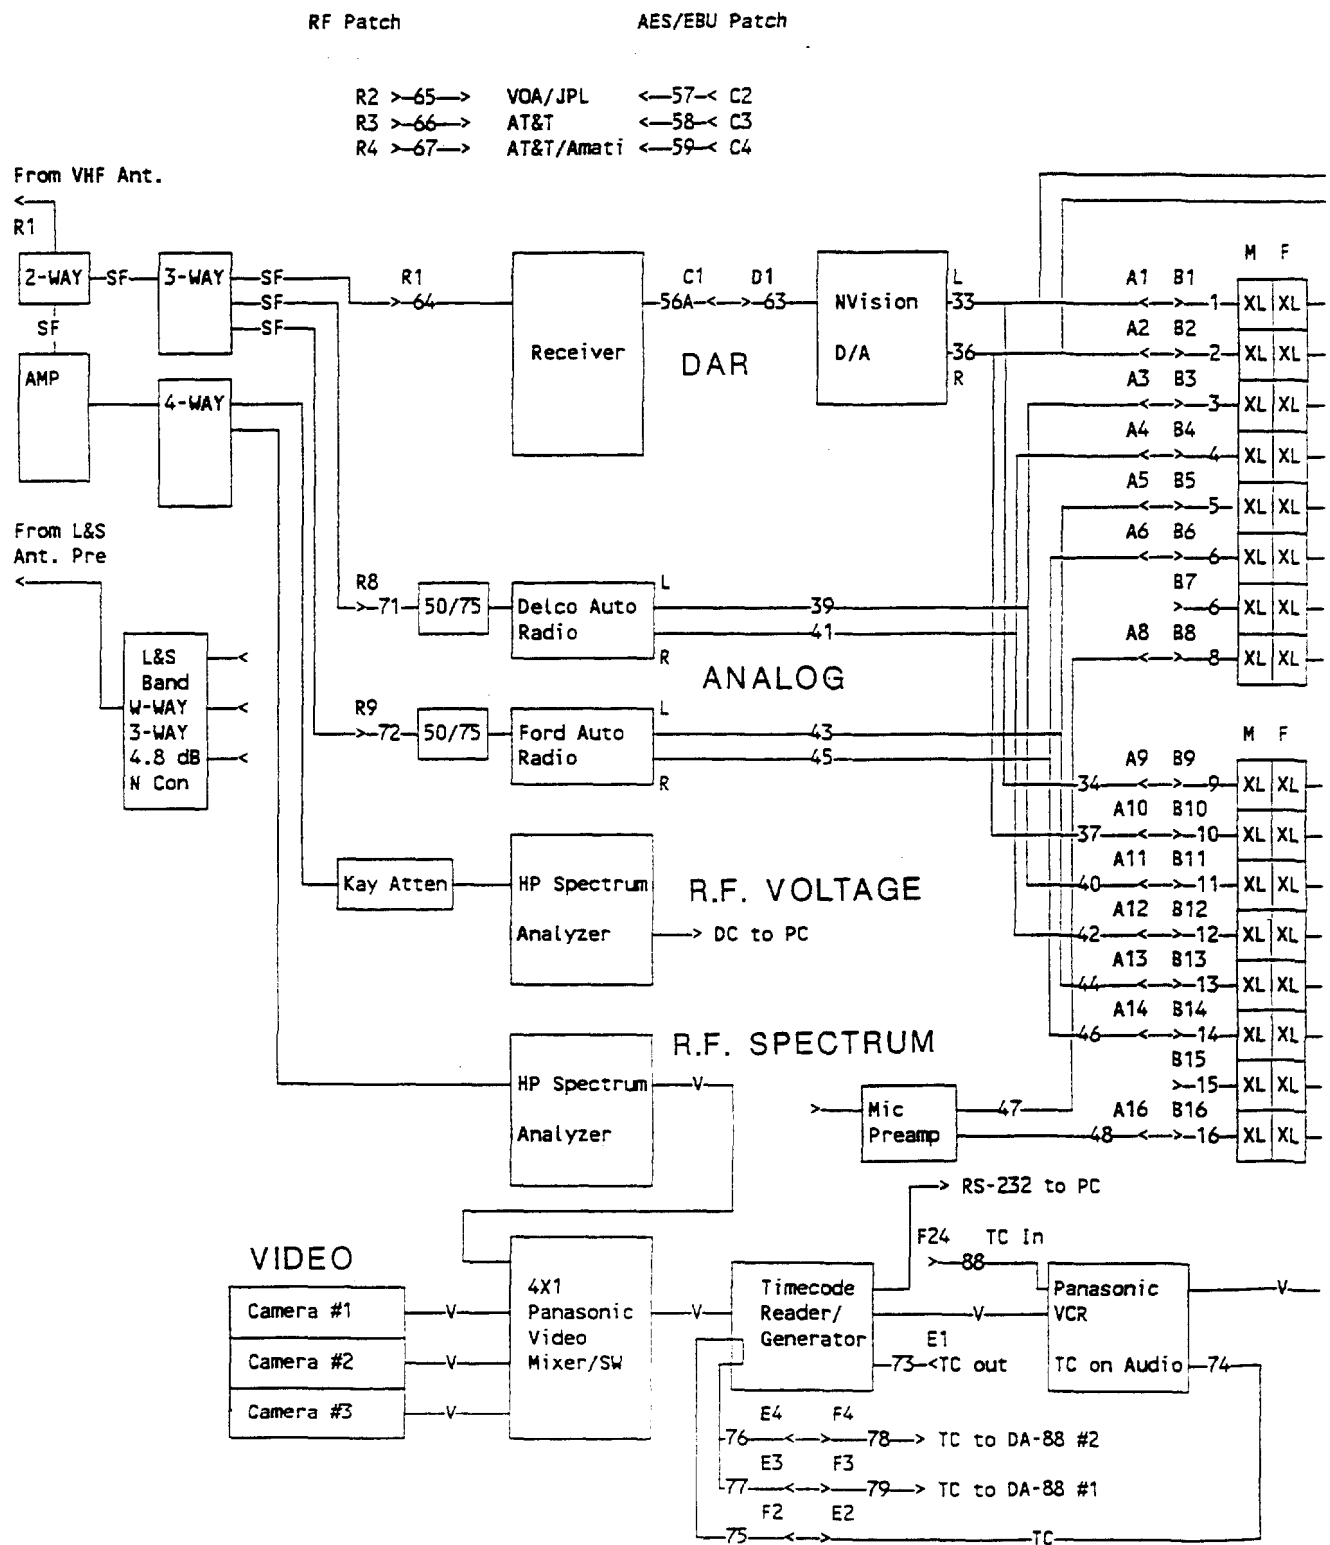 RF Patch AES/EBU Patch
R2 >-65-> VOA/JPL <-57-< C2
R3 >-66-> AT&T <-58-< C3
R4 >-67-> AT&T/Amati <-59-< C4
From VHF Ant.
R1
2-WAY SF 3-WAY SF
SF
SF
SF
AMP
4-WAY
R1
64
Receiver
C1 D1
56A 63
DAR
NVision
D/A
L
33
36
R
M F
A1 B1
1 XL XL
A2 B2
2 XL XL
A3 B3
3 XL XL
A4 B4
4 XL XL
A5 B5
5 XL XL
A6 B6
6 XL XL
B7
6 XL XL
A8 B8
8 XL XL
From L&S
Ant. Pre
L&S
Band
W-WAY
3-WAY
4.8 dB
N Con
R8
71 50/75
Delco Auto
Radio
L
39
41
R
ANALOG
R9
72 50/75
Ford Auto
Radio
L
43
45
R
M F
A9 B9
34 9 XL XL
A10 B10
37 10 XL XL
A11 B11
40 11 XL XL
A12 B12
42 12 XL XL
A13 B13
44 13 XL XL
A14 B14
46 14 XL XL
B15
15 XL XL
A16 B16
48 16 XL XL
Kay Atten
HP Spectrum
Analyzer
R.F. VOLTAGE
DC to PC
HP Spectrum
Analyzer
V
R.F. SPECTRUM
Mic
Preamp
47
RS-232 to PC
VIDEO
Camera #1 V
Camera #2 V
Camera #3 V
4X1
Panasonic
Video
Mixer/SW
V
Timecode
Reader/
Generator
F24 TC In
88
V
E1
73 TC out
Panasonic
VCR
TC on Audio
V
74
E4 F4
76 78 TC to DA-88 #2
E3 F3
77 79 TC to DA-88 #1
F2 E2
75 TC